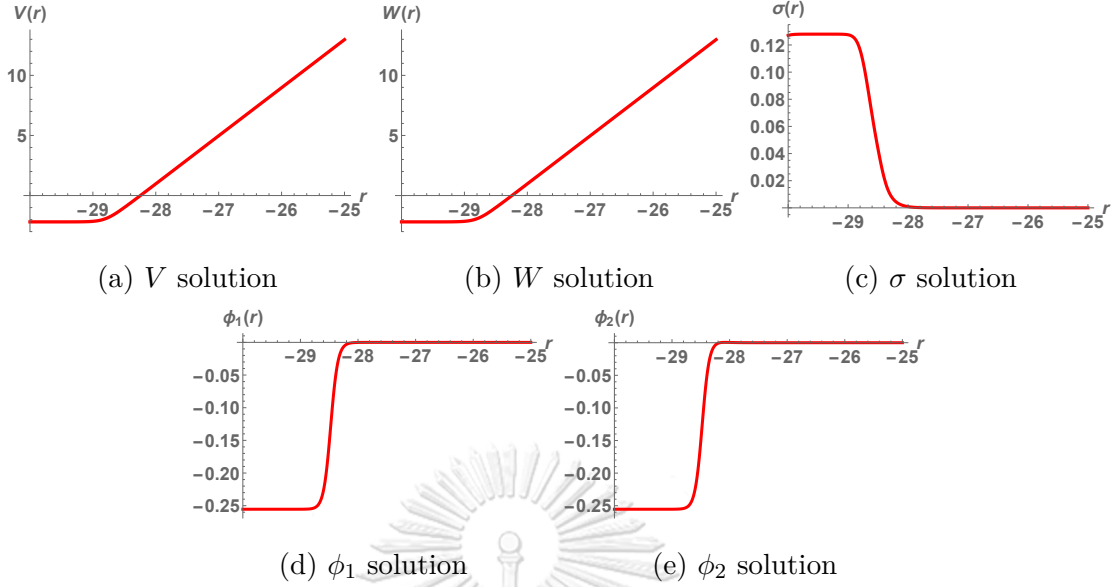 V(r)
10
5
−29 −28 −27 −26 −25 r
(a) V solution
W(r)
10
5
−29 −28 −27 −26 −25 r
(b) W solution
σ(r)
0.12
0.10
0.08
0.06
0.04
0.02
−29 −28 −27 −26 −25 r
(c) σ solution
ϕ₁(r)
−29 −28 −27 −26 −25 r
−0.05
−0.10
−0.15
−0.20
−0.25
(d) ϕ₁ solution
ϕ₂(r)
−29 −28 −27 −26 −25 r
−0.05
−0.10
−0.15
−0.20
−0.25
(e) ϕ₂ solution